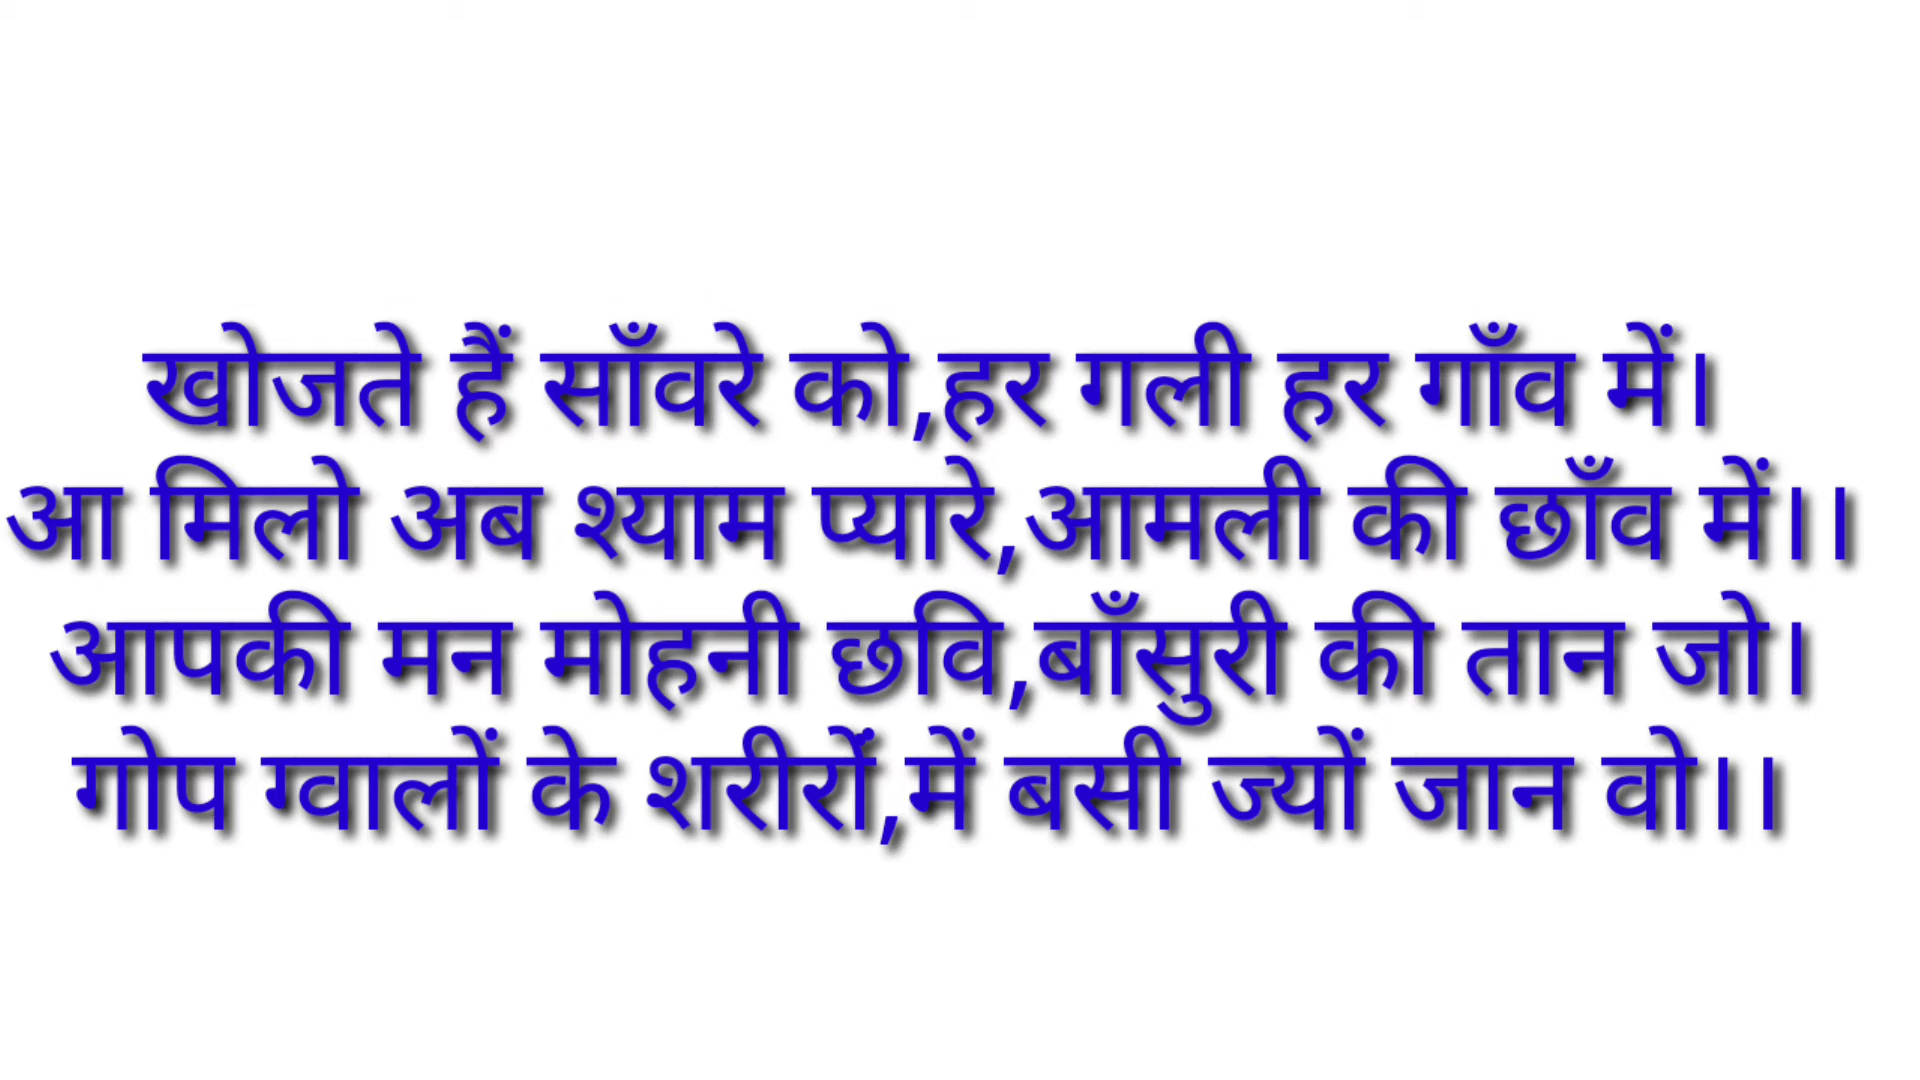 खोजते हैं साँवरे को,हर गली हर गाँव में।
आ मिलो अब श्याम प्यारे,आमली की छाँव में।।
आपकी मन मोहनी छवि,बाँसुरी की तान जो।
गोप ग्वालों के शरीरोंं,में बसी ज्यों जान वो।।